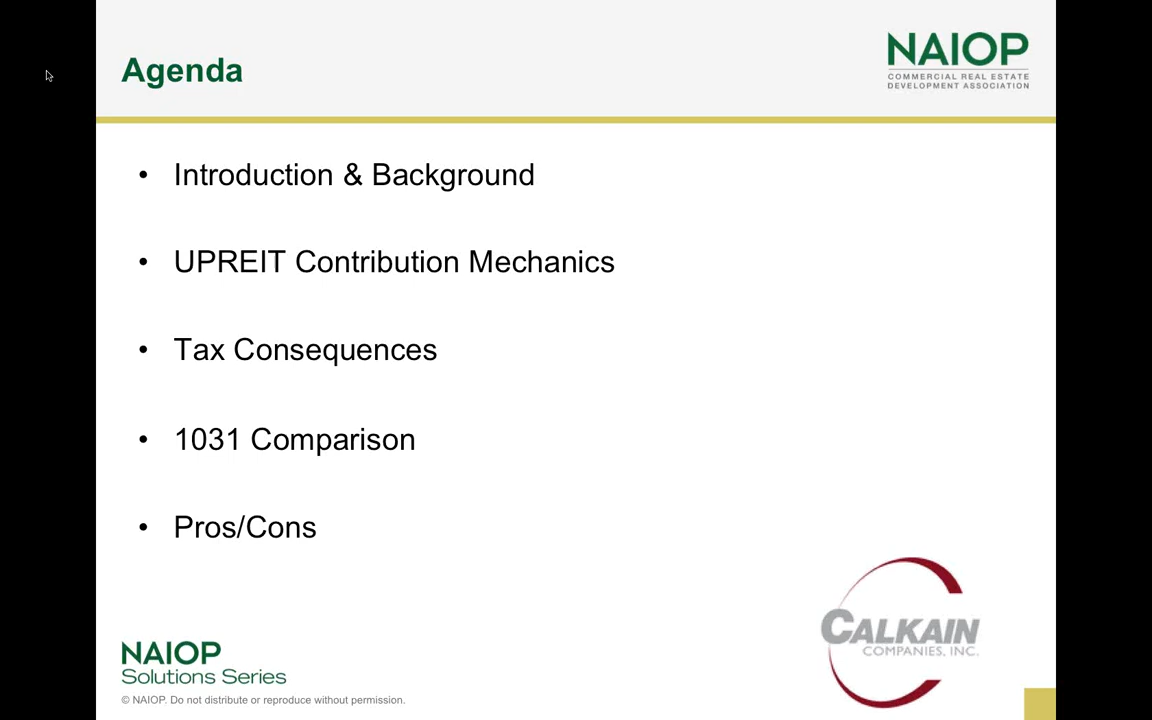 Agenda
NAIOP
COMMERCIAL REAL ESTATE
DEVELOPMENT ASSOCIATION
• Introduction & Background
• UPREIT Contribution Mechanics
• Tax Consequences
• 1031 Comparison
• Pros/Cons
CALKAIN
COMPANIES, INC.
NAIOP
Solutions Series
© NAIOP. Do not distribute or reproduce without permission.